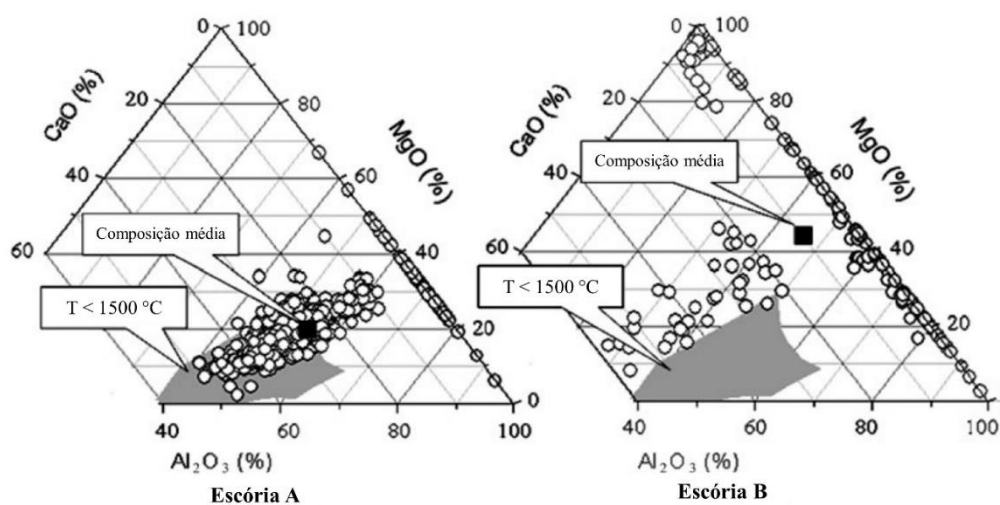 0 100
20 80
CaO (%)
MgO (%)
40 60
Composição média
60 40
T < 1500 °C
20
0
40 60 80 100
Al₂O₃ (%)
Escória A
0 100
20 80
CaO (%)
MgO (%)
Composição média
40 60
60 40
T < 1500 °C
20
0
40 60 80 100
Al₂O₃ (%)
Escória B